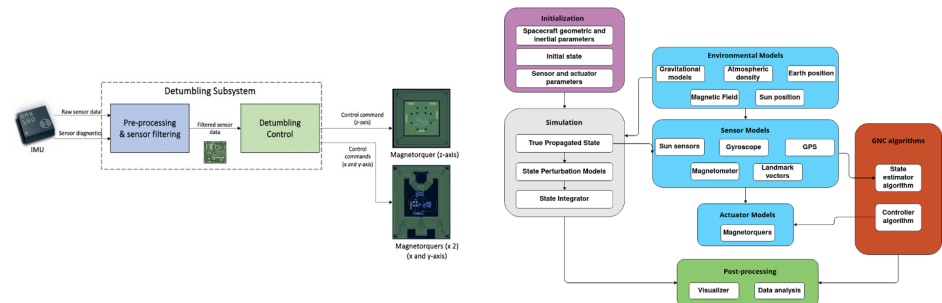 Detumbling Subsystem
Raw sensor data
Sensor diagnostics
IMU
Pre-processing
& sensor filtering
Filtered sensor
data
Detumbling
Control
Control command
(z-axis)
Magnetorquer (z-axis)
Control
commands
(x and y-axis)
Magnetorquers (x 2)
(x and y-axis)
Initialization
Spacecraft geometric and
inertial parameters
Initial state
Sensor and actuator
parameters
Simulation
True Propagated State
State Perturbation Models
State Integrator
Environmental Models
Gravitational
models
Atmospheric
density
Earth position
Magnetic Field
Sun position
Sensor Models
Sun sensors
Gyroscope
GPS
Magnetometer
Landmark
vectors
Actuator Models
Magnetorquers
GNC algorithms
State
estimator
algorithm
Controller
algorithm
Post-processing
Visualizer
Data analysis